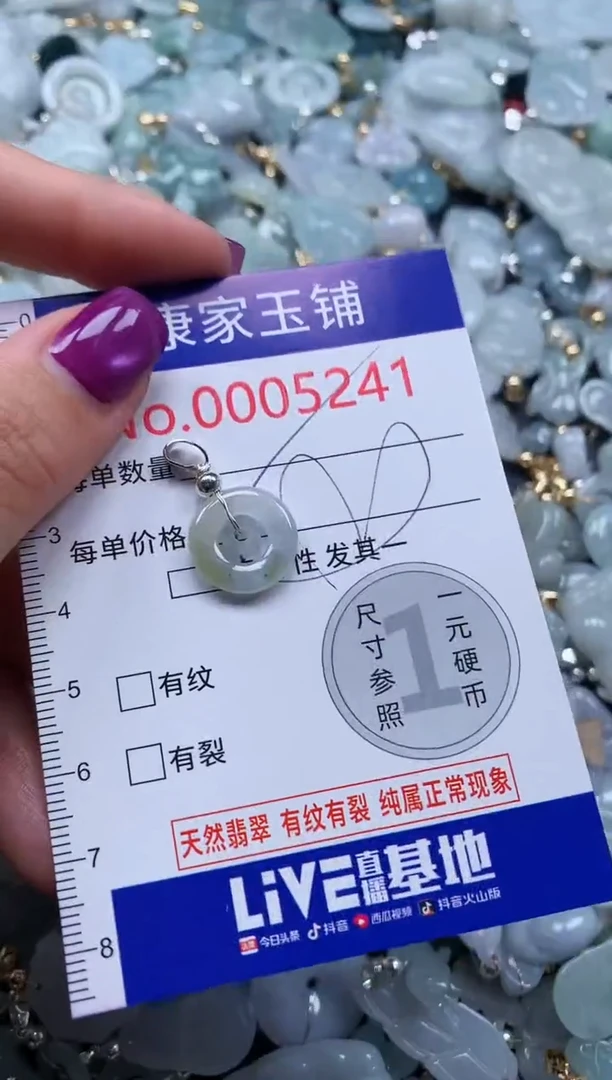 康家玉铺
No.0005241
每单数量
每单价格
性 发其一
尺寸参照
1
一元硬币
有纹
有裂
天然翡翠 有纹有裂 纯属正常现象
LiVE直播基地
今日头条 抖音 西瓜视频 抖音火山版
0
3
4
5
6
7
8